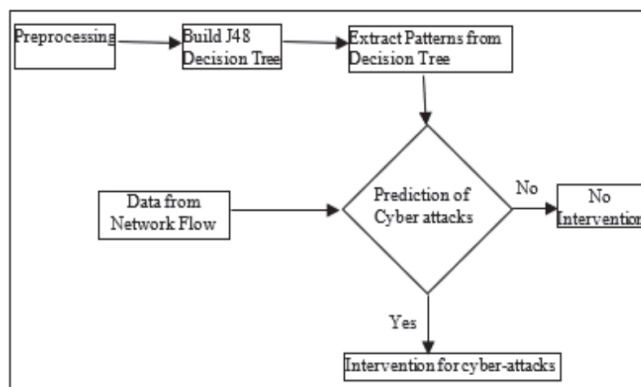 Preprocessing
Build J48
Decision Tree
Extract Patterns from
Decision Tree
Data from
Network Flow
Prediction of
Cyber attacks
No
No
Intervention
Yes
Intervention for cyber-attacks